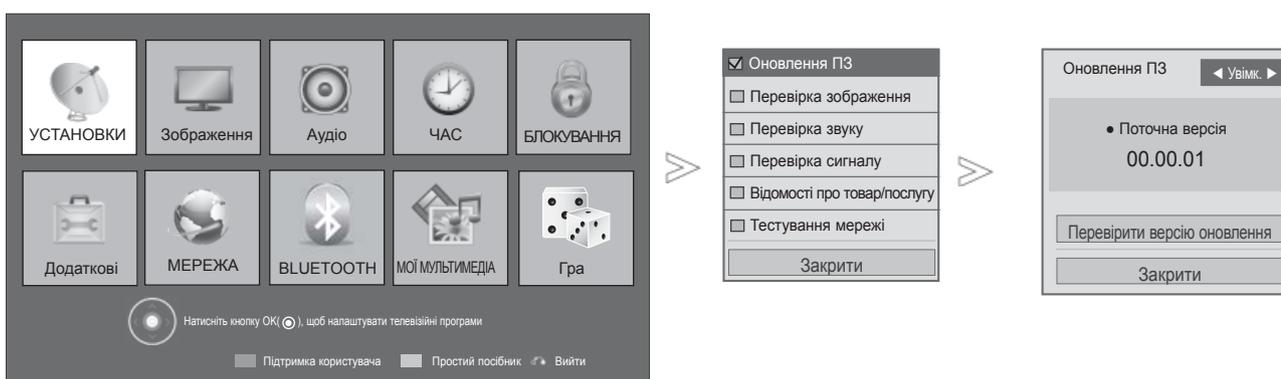 УСТАНОВКИ
Зображення
Аудіо
ЧАС
БЛОКУВАННЯ
Додаткові
МЕРЕЖА
BLUETOOTH
МОЇ МУЛЬТИМЕДІА
Гра
Натисніть кнопку OK(◉), щоб налаштувати телевізійні програми
Підтримка користувача Простий посібник Вийти
☑ Оновлення ПЗ
☐ Перевірка зображення
☐ Перевірка звуку
☐ Перевірка сигналу
☐ Відомості про товар/послугу
☐ Тестування мережі
Закрити
Оновлення ПЗ ◀ Увімк. ▶
● Поточна версія
00.00.01
Перевірити версію оновлення
Закрити